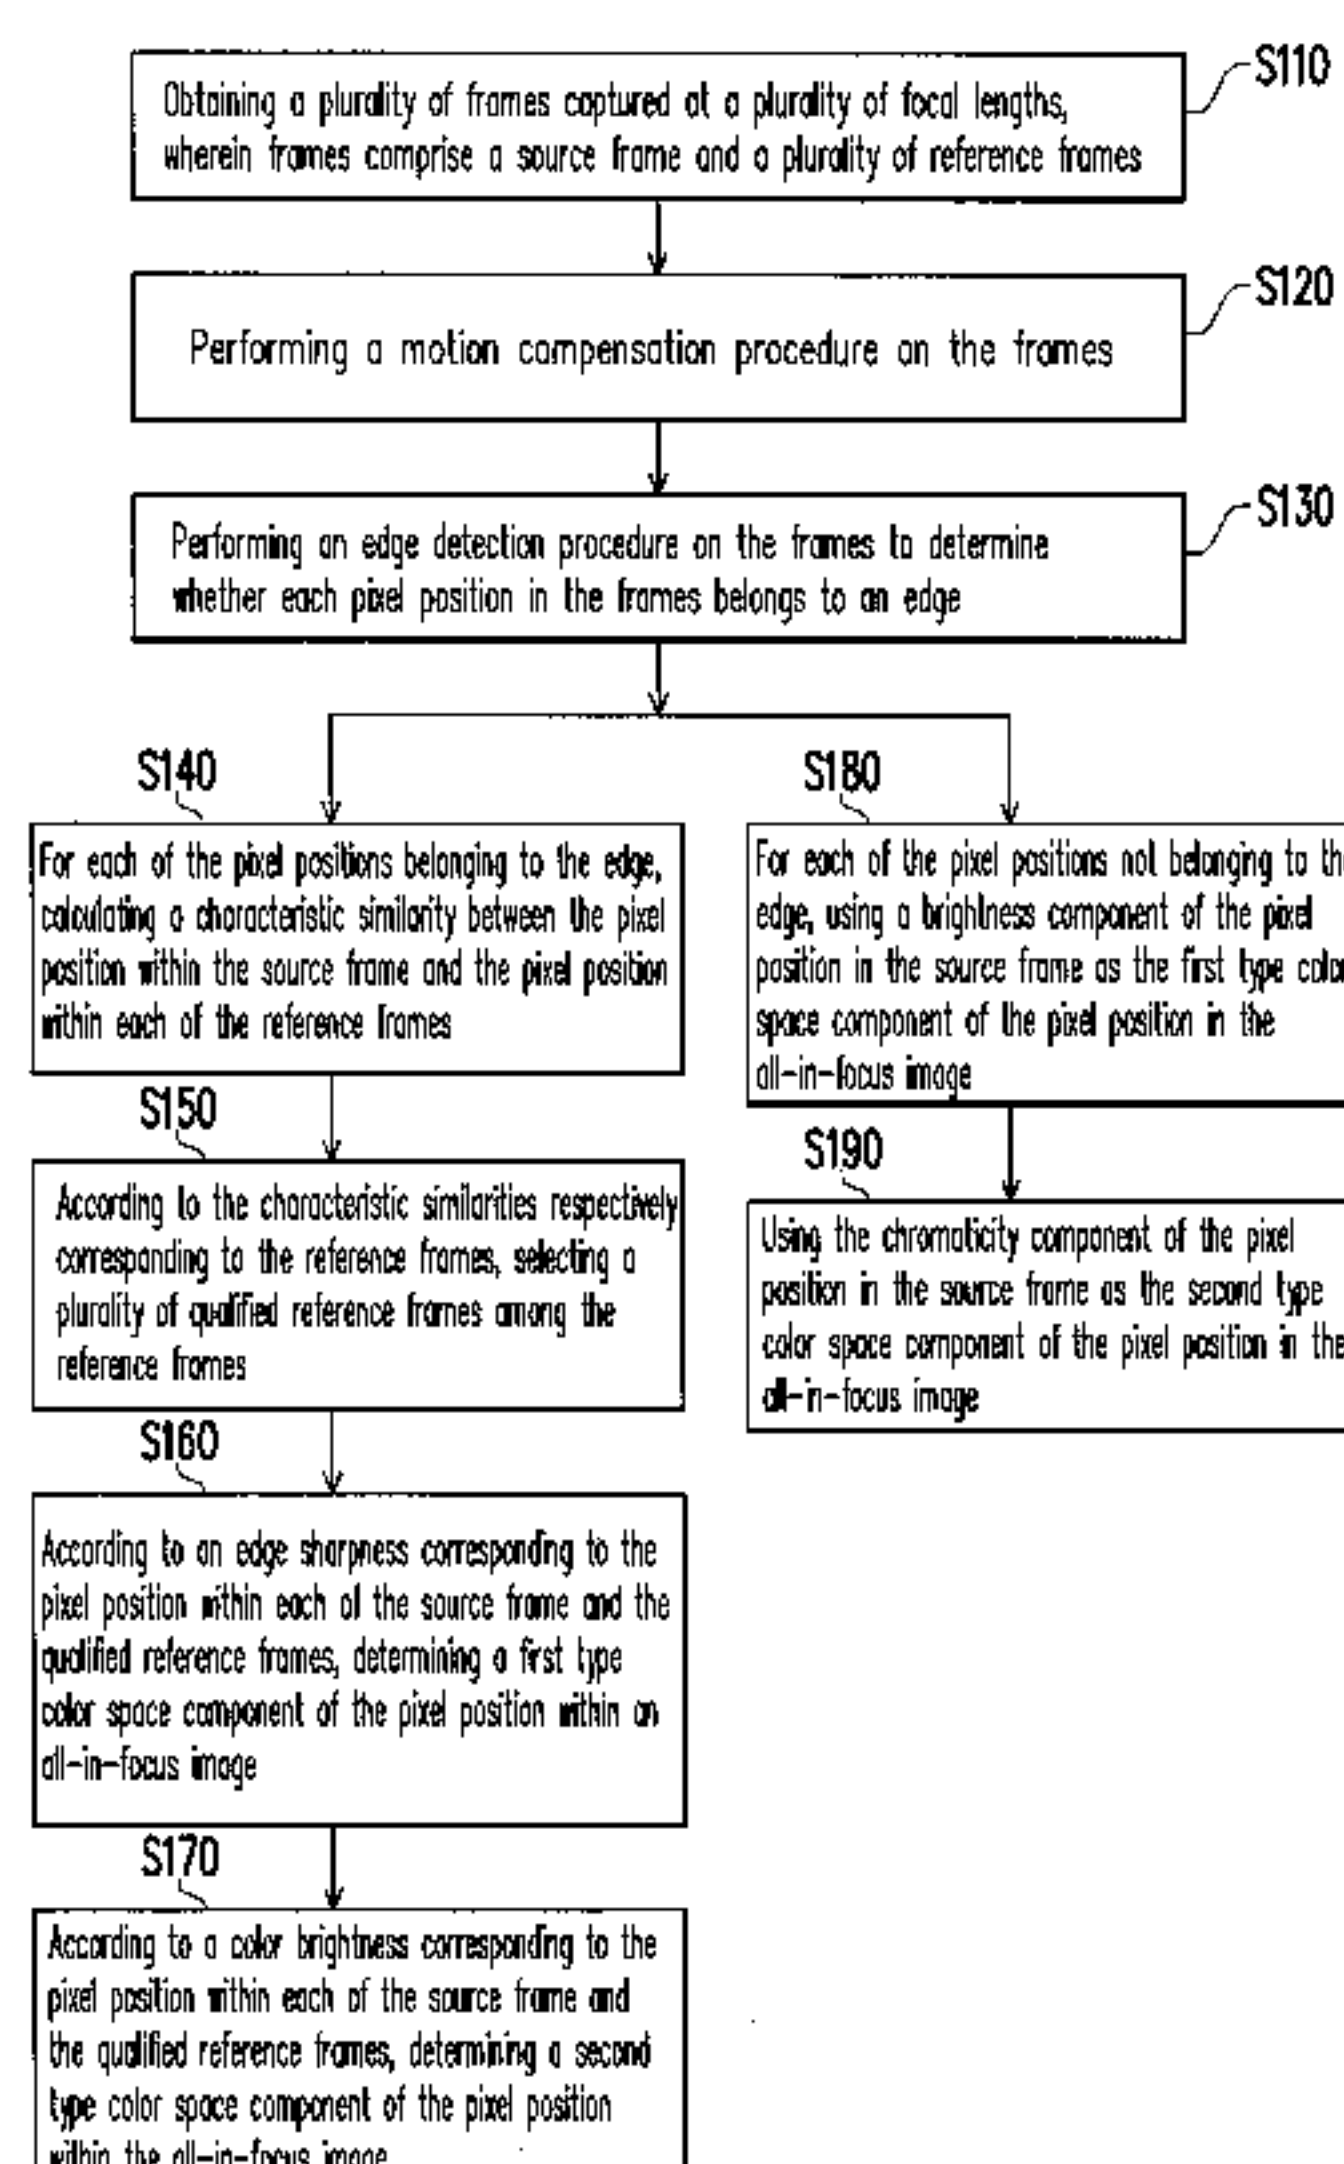 S110
Obtaining a plurality of frames captured at a plurality of focal lengths,
wherein frames comprise a source frame and a plurality of reference frames
S120
Performing a motion compensation procedure on the frames
S130
Performing an edge detection procedure on the frames to determine
whether each pixel position in the frames belongs to an edge
S140
For each of the pixel positions belonging to the edge,
calculating a characteristic similarity between the pixel
position within the source frame and the pixel position
within each of the reference frames
S150
According to the characteristic similarities respectively
corresponding to the reference frames, selecting a
plurality of qualified reference frames among the
reference frames
S160
According to an edge sharpness corresponding to the
pixel position within each of the source frame and the
qualified reference frames, determining a first type
color space component of the pixel position within an
all-in-focus image
S170
According to a color brightness corresponding to the
pixel position within each of the source frame and
the qualified reference frames, determining a second
type color space component of the pixel position
within the all-in-focus image
S180
For each of the pixel positions not belonging to the
edge, using a brightness component of the pixel
position in the source frame as the first type color
space component of the pixel position in the
all-in-focus image
S190
Using the chromaticity component of the pixel
position in the source frame as the second type
color space component of the pixel position in the
all-in-focus image